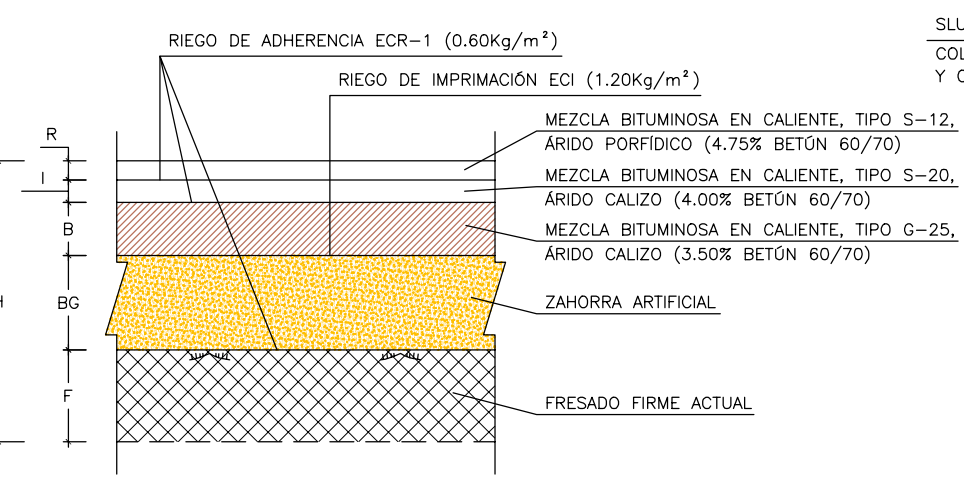 SLU
RIEGO DE ADHERENCIA ECR-1 (0.60Kg/m²)
COL
RIEGO DE IMPRIMACIÓN ECI (1.20Kg/m²)
Y C
MEZCLA BITUMINOSA EN CALIENTE, TIPO S-12,
ÁRIDO PORFÍDICO (4.75% BETÚN 60/70)
R
MEZCLA BITUMINOSA EN CALIENTE, TIPO S-20,
ÁRIDO CALIZO (4.00% BETÚN 60/70)
I
MEZCLA BITUMINOSA EN CALIENTE, TIPO G-25,
ÁRIDO CALIZO (3.50% BETÚN 60/70)
B
H
BG
ZAHORRA ARTIFICIAL
F
FRESADO FIRME ACTUAL